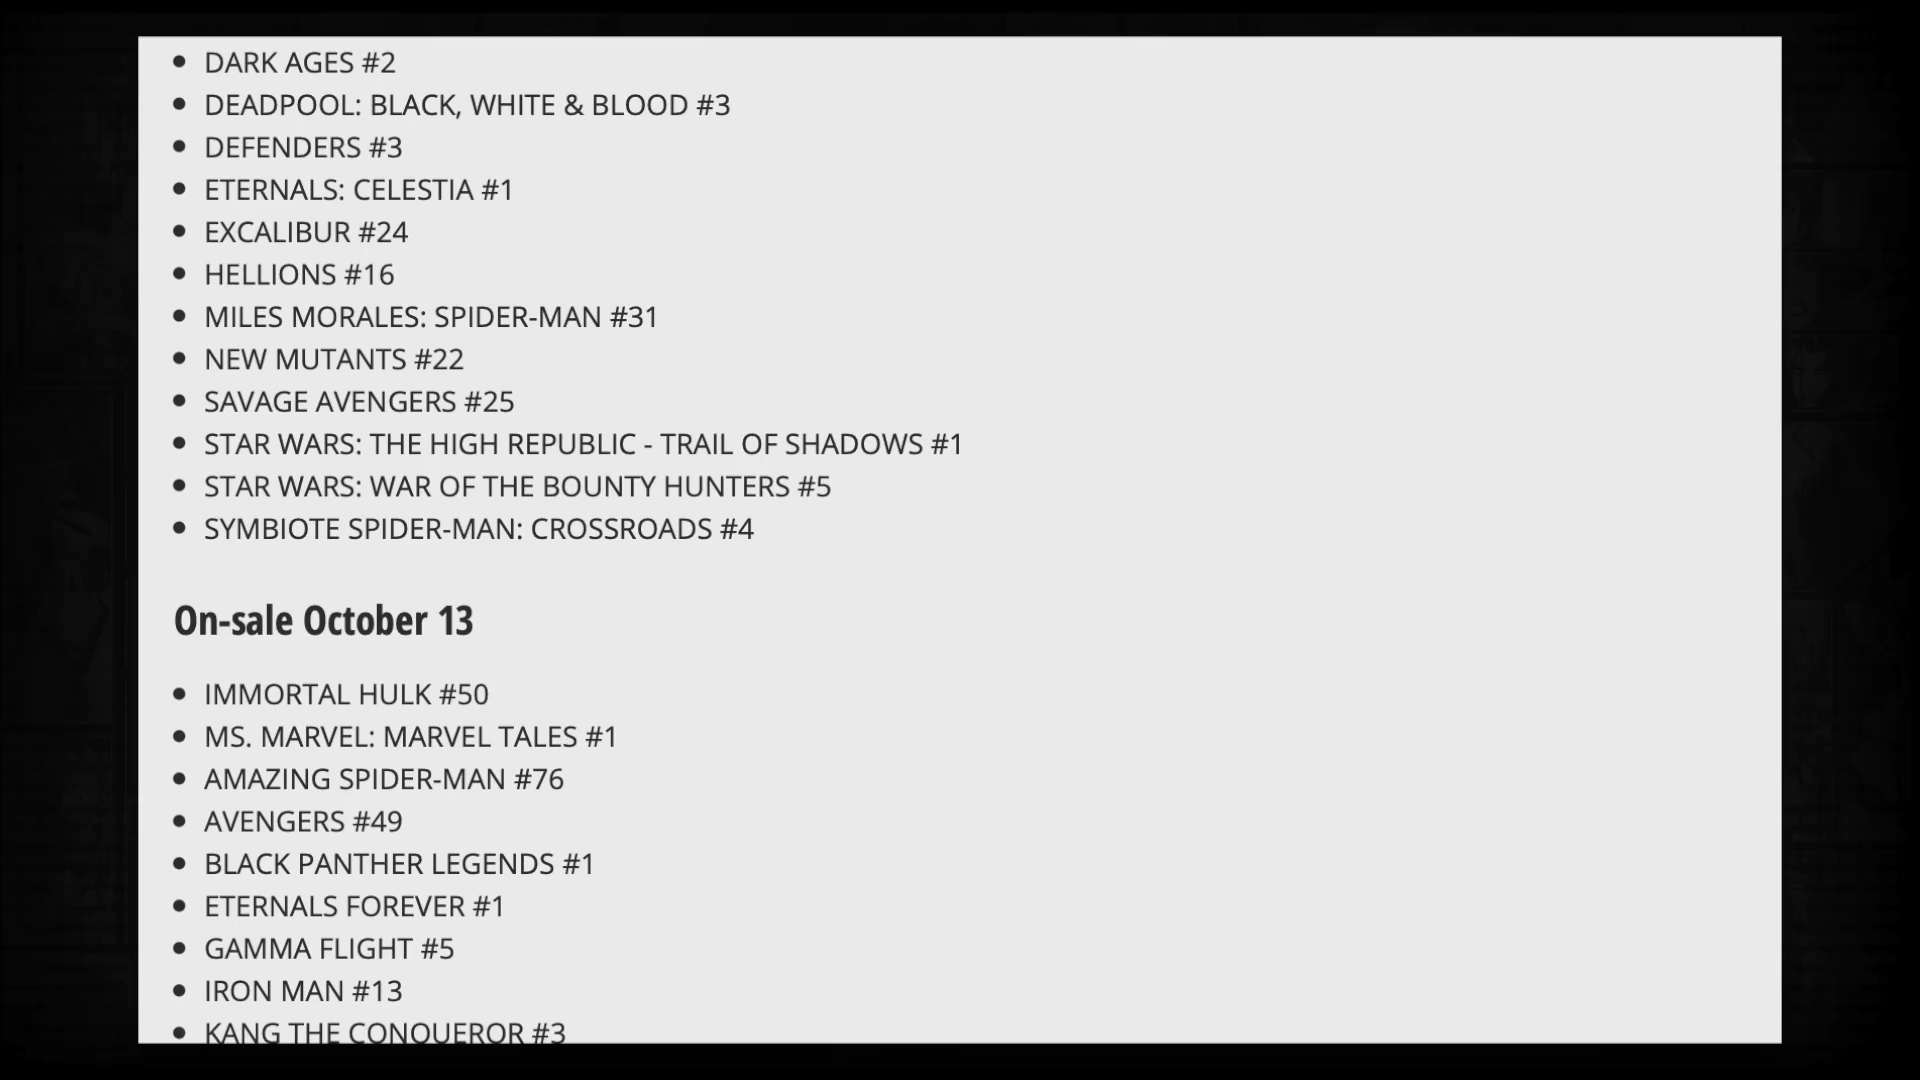 DARK AGES #2
DEADPOOL: BLACK, WHITE & BLOOD #3
DEFENDERS #3
ETERNALS: CELESTIA #1
EXCALIBUR #24
HELLIONS #16
MILES MORALES: SPIDER-MAN #31
NEW MUTANTS #22
SAVAGE AVENGERS #25
STAR WARS: THE HIGH REPUBLIC - TRAIL OF SHADOWS #1
STAR WARS: WAR OF THE BOUNTY HUNTERS #5
SYMBIOTE SPIDER-MAN: CROSSROADS #4
On-sale October 13
IMMORTAL HULK #50
MS. MARVEL: MARVEL TALES #1
AMAZING SPIDER-MAN #76
AVENGERS #49
BLACK PANTHER LEGENDS #1
ETERNALS FOREVER #1
GAMMA FLIGHT #5
IRON MAN #13
KANG THE CONQUEROR #3